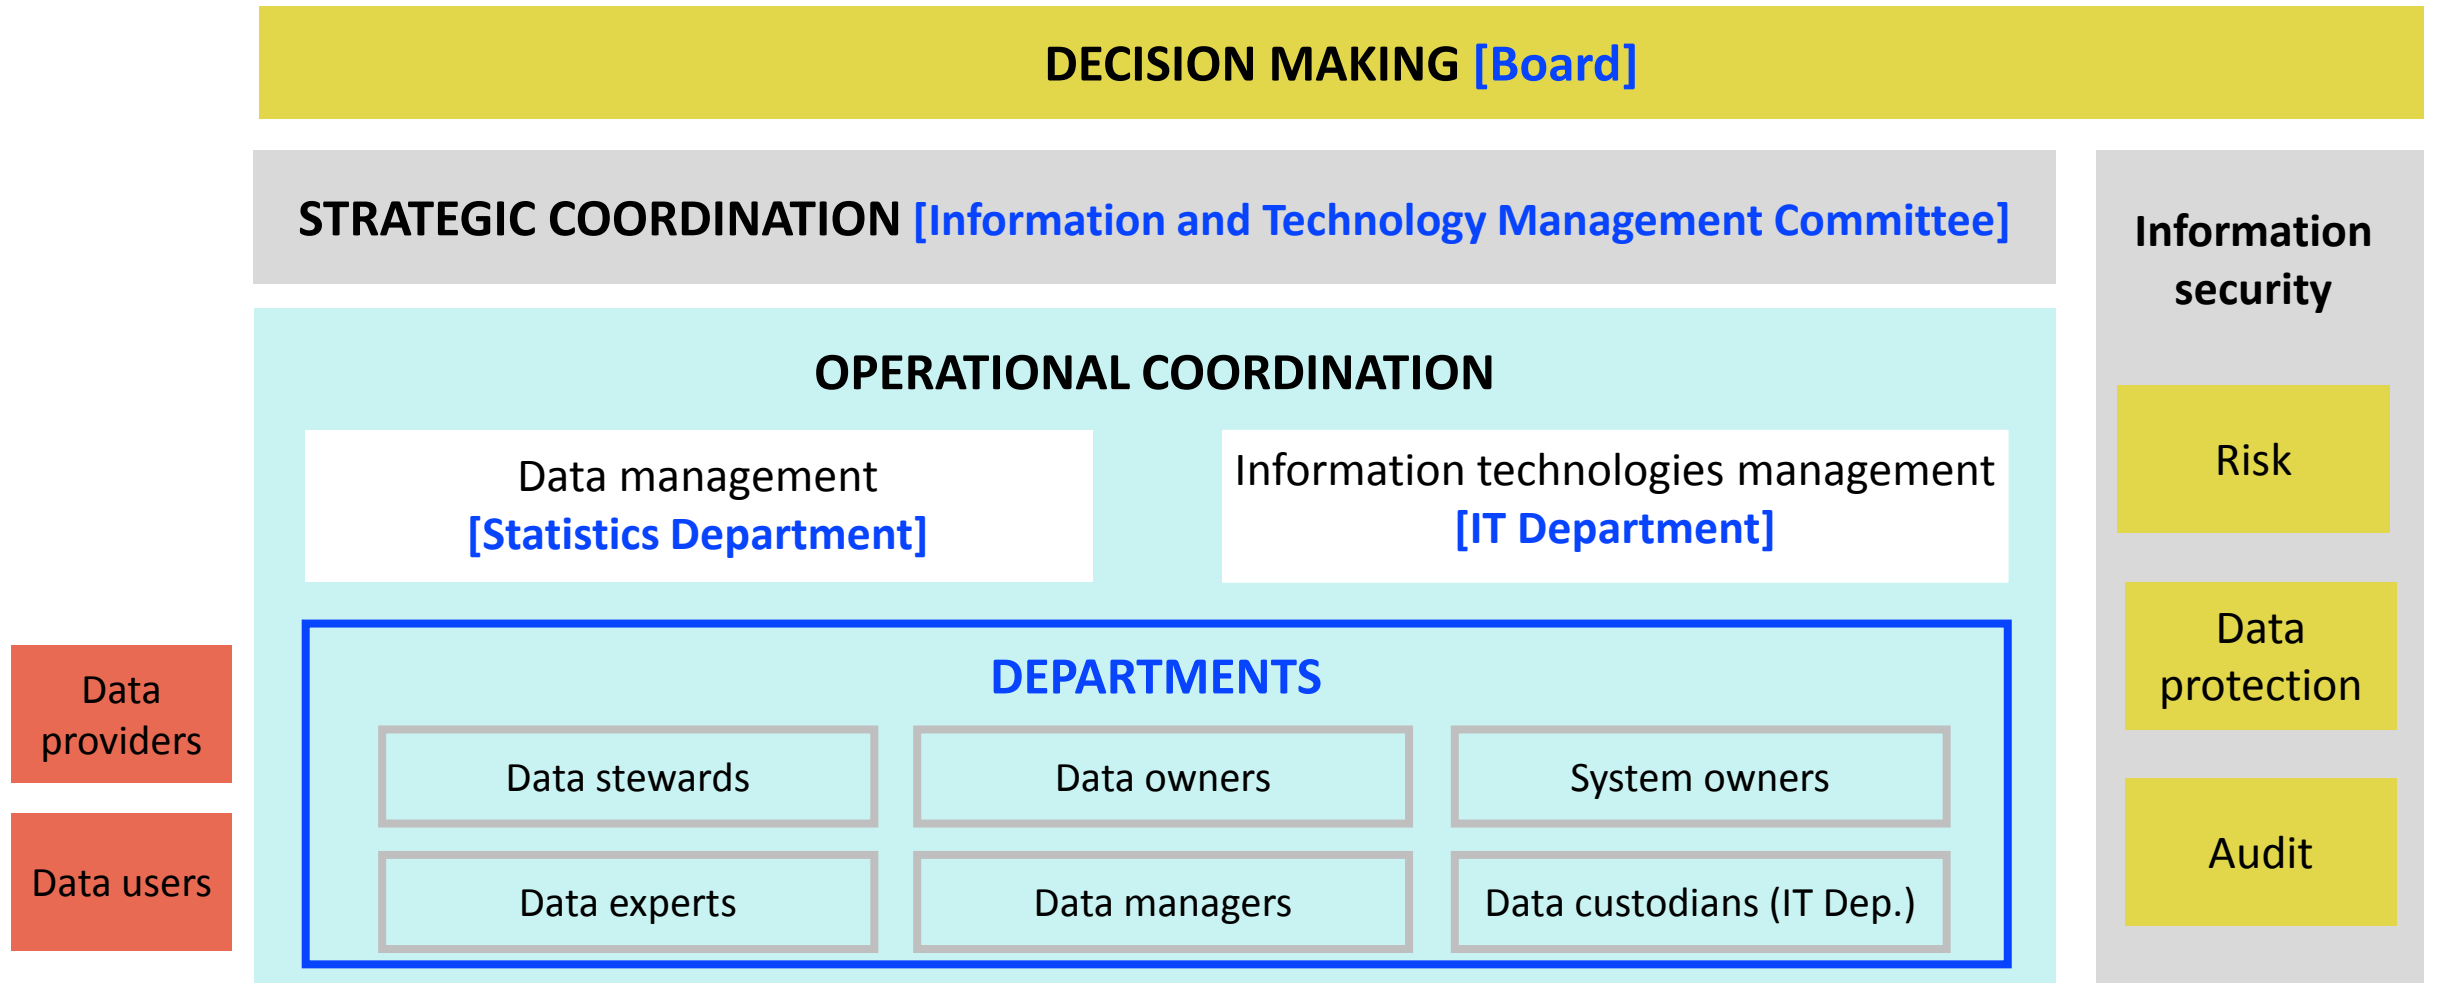 DECISION MAKING [Board]
STRATEGIC COORDINATION [Information and Technology Management Committee]
Information
security
OPERATIONAL COORDINATION
Data management
[Statistics Department]
Information technologies management
[IT Department]
Risk
Data
protection
Audit
DEPARTMENTS
Data stewards
Data owners
System owners
Data experts
Data managers
Data custodians (IT Dep.)
Data
providers
Data users